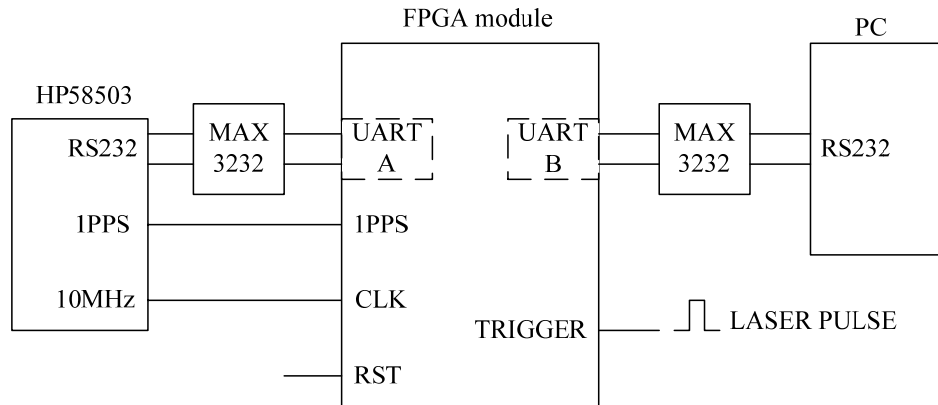 FPGA module
PC
HP58503
RS232
MAX
3232
UART
A
UART
B
MAX
3232
RS232
1PPS
1PPS
10MHz
CLK
TRIGGER
LASER PULSE
RST